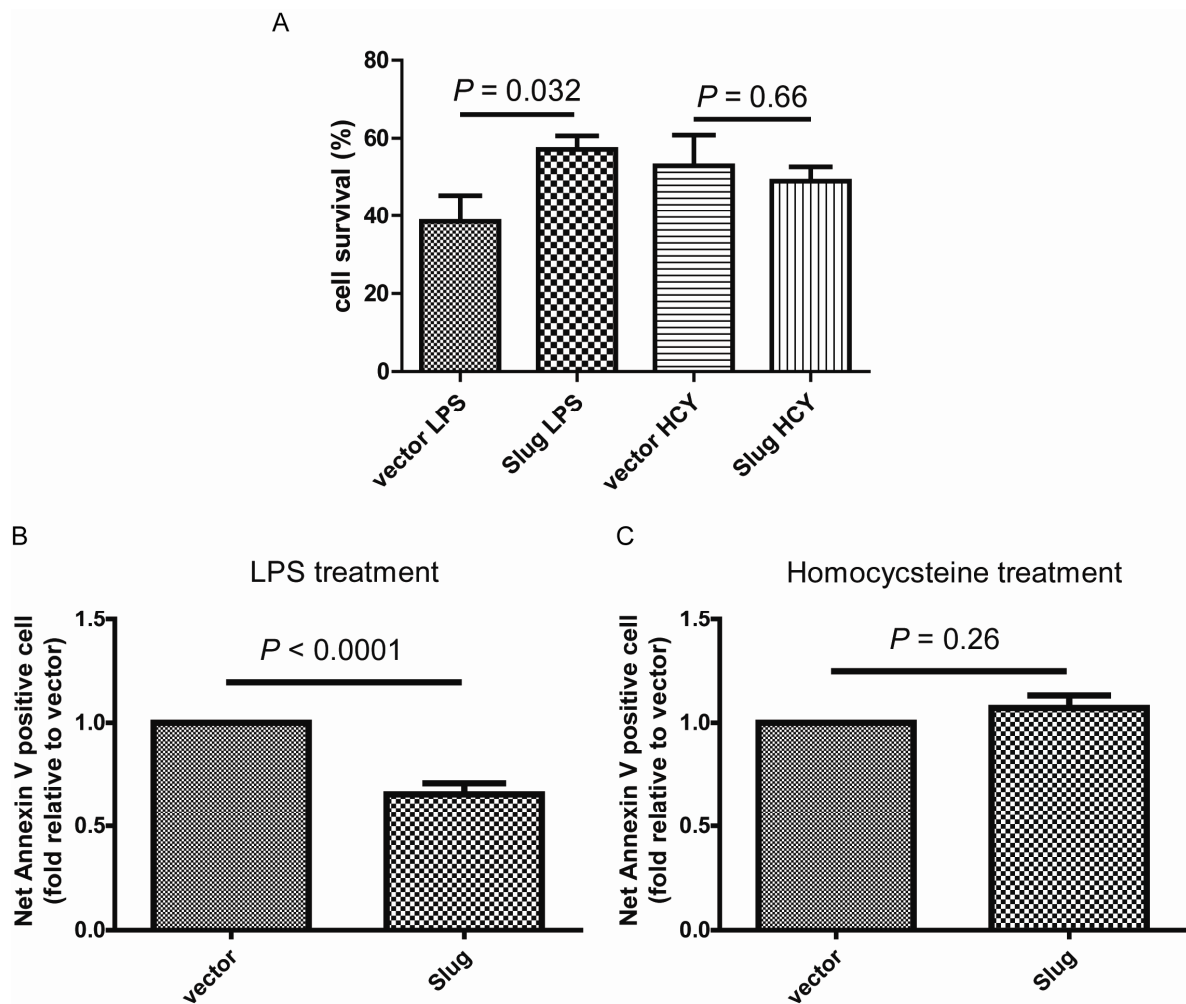 A
80
60
40
20
0
cell survival (%)
P = 0.032
P = 0.66
vector LPS
Slug LPS
vector HCY
Slug HCY
B
LPS treatment
Net Annexin V positive cell
(fold relative to vector)
1.5
1.0
0.5
0.0
P < 0.0001
vector
Slug
C
Homocycsteine treatment
Net Annexin V positive cell
(fold relative to vector)
1.5
1.0
0.5
0.0
P = 0.26
vector
Slug